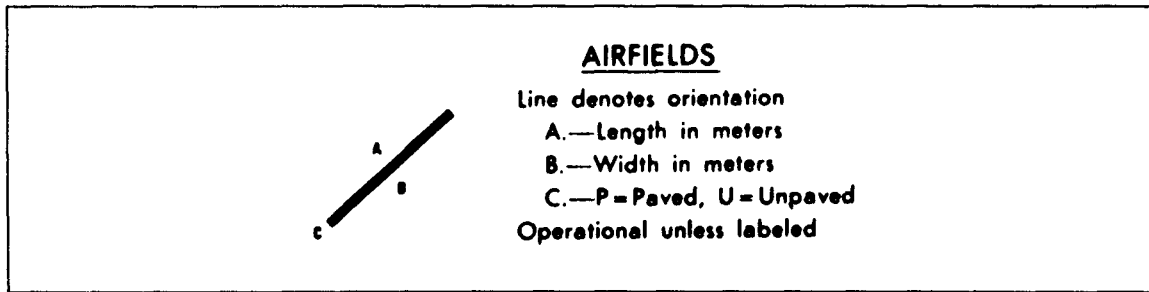 AIRFIELDS
Line denotes orientation
A.—Length in meters
B.—Width in meters
C.—P = Paved, U = Unpaved
Operational unless labeled
A
B
C